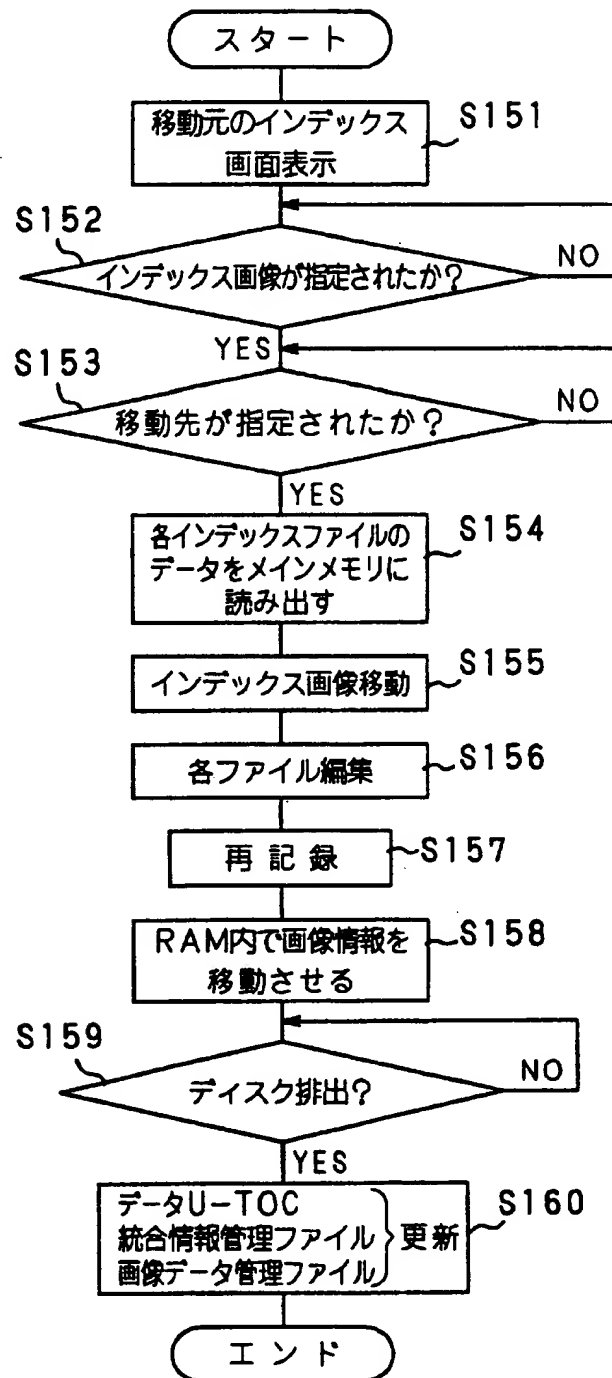 スタート
移動元のインデックス
画面表示
S151
S152
インデックス画像が指定されたか?
NO
YES
S153
移動先が指定されたか?
NO
YES
各インデックスファイルの
データをメインメモリに
読み出す
S154
インデックス画像移動
S155
各ファイル編集
S156
再記録
S157
RAM内で画像情報を
移動させる
S158
S159
ディスク排出?
NO
YES
データU-TOC
統合情報管理ファイル
画像データ管理ファイル
更新
S160
エンド